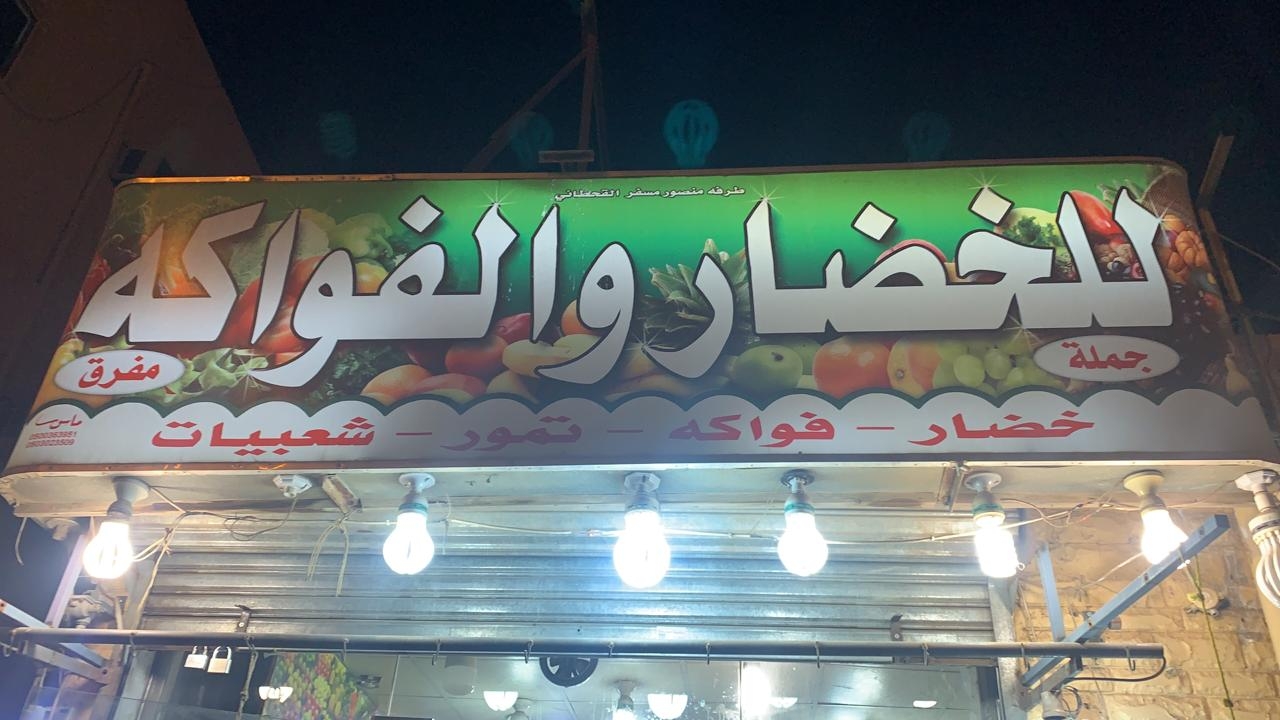 طرفه منصور مسفر القحطاني
للخضار والفواكه
جملة
مفرق
خضار - فواكه - تمور - شعبيات